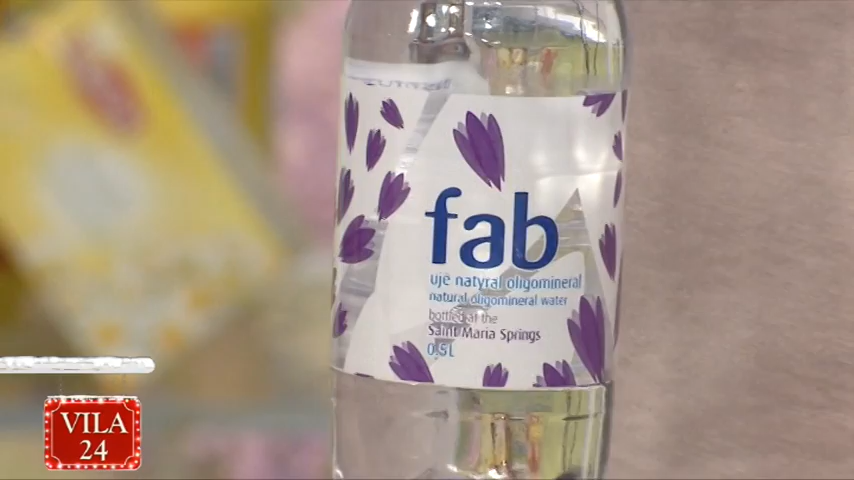 fab
ujë natyral oligomineral
natural oligomineral water
bottled at the
Saint Maria Springs
0,5L
VILA
24